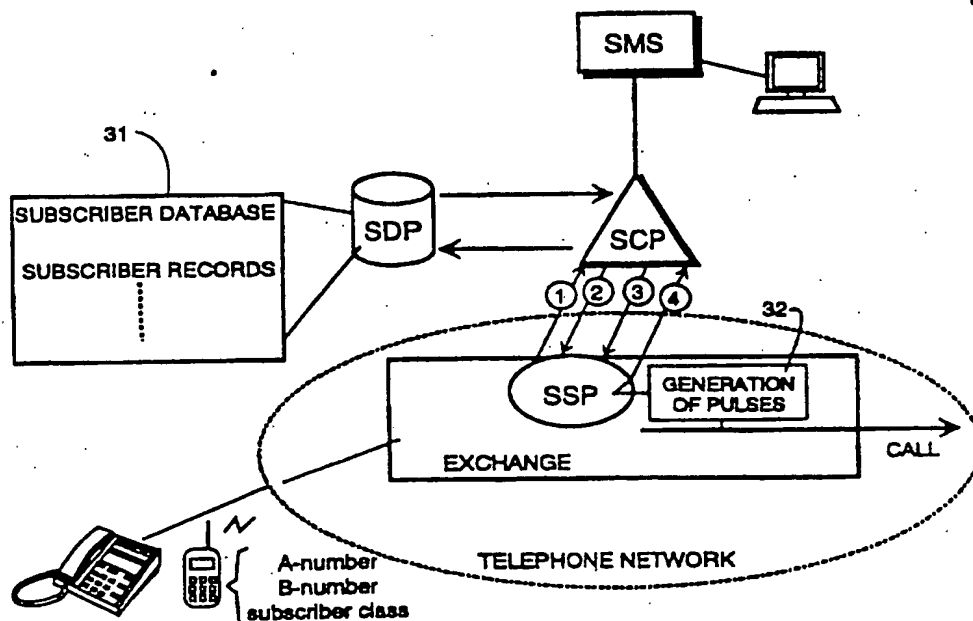 SMS
31
SUBSCRIBER DATABASE
SUBSCRIBER RECORDS
SDP
SCP
1
2
3
4
32
SSP
GENERATION
OF PULSES
CALL
EXCHANGE
TELEPHONE NETWORK
A-number
B-number
subscriber class